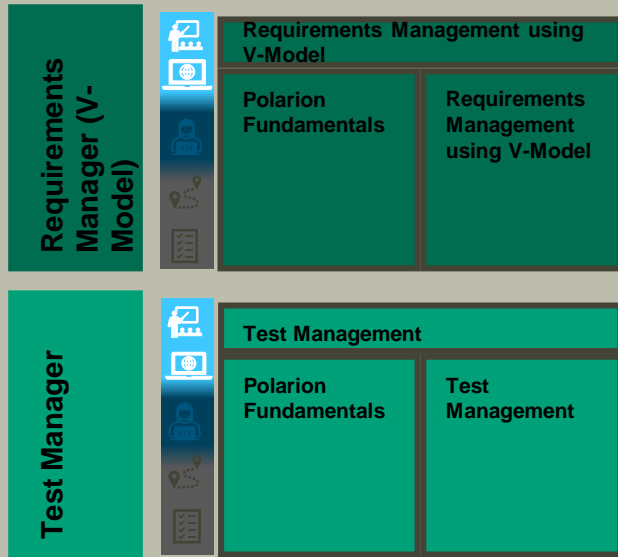 Requirements
Manager (V-
Model)
Requirements Management using
V-Model
Polarion
Fundamentals
Requirements
Management
using V-Model
Test Manager
Test Management
Polarion
Fundamentals
Test
Management